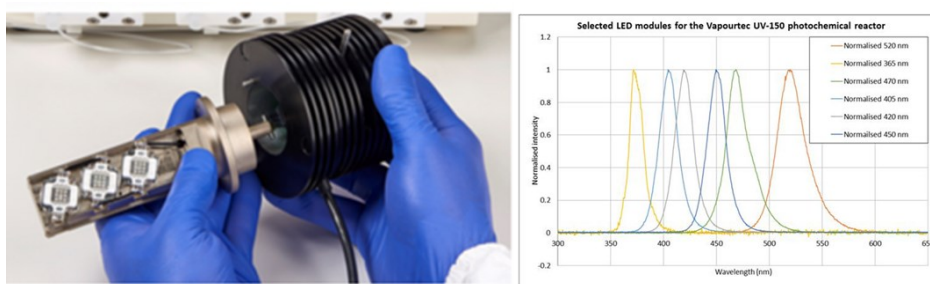 Selected LED modules for the Vapourtec UV-150 photochemical reactor
1.2
1
0.8
0.6
0.4
0.2
0
-0.2
Normalised intensity
300
350
400
450
500
550
600
65
Wavelength (nm)
Normalised 520 nm
Normalised 365 nm
Normalised 470 nm
Normalised 405 nm
Normalised 420 nm
Normalised 450 nm